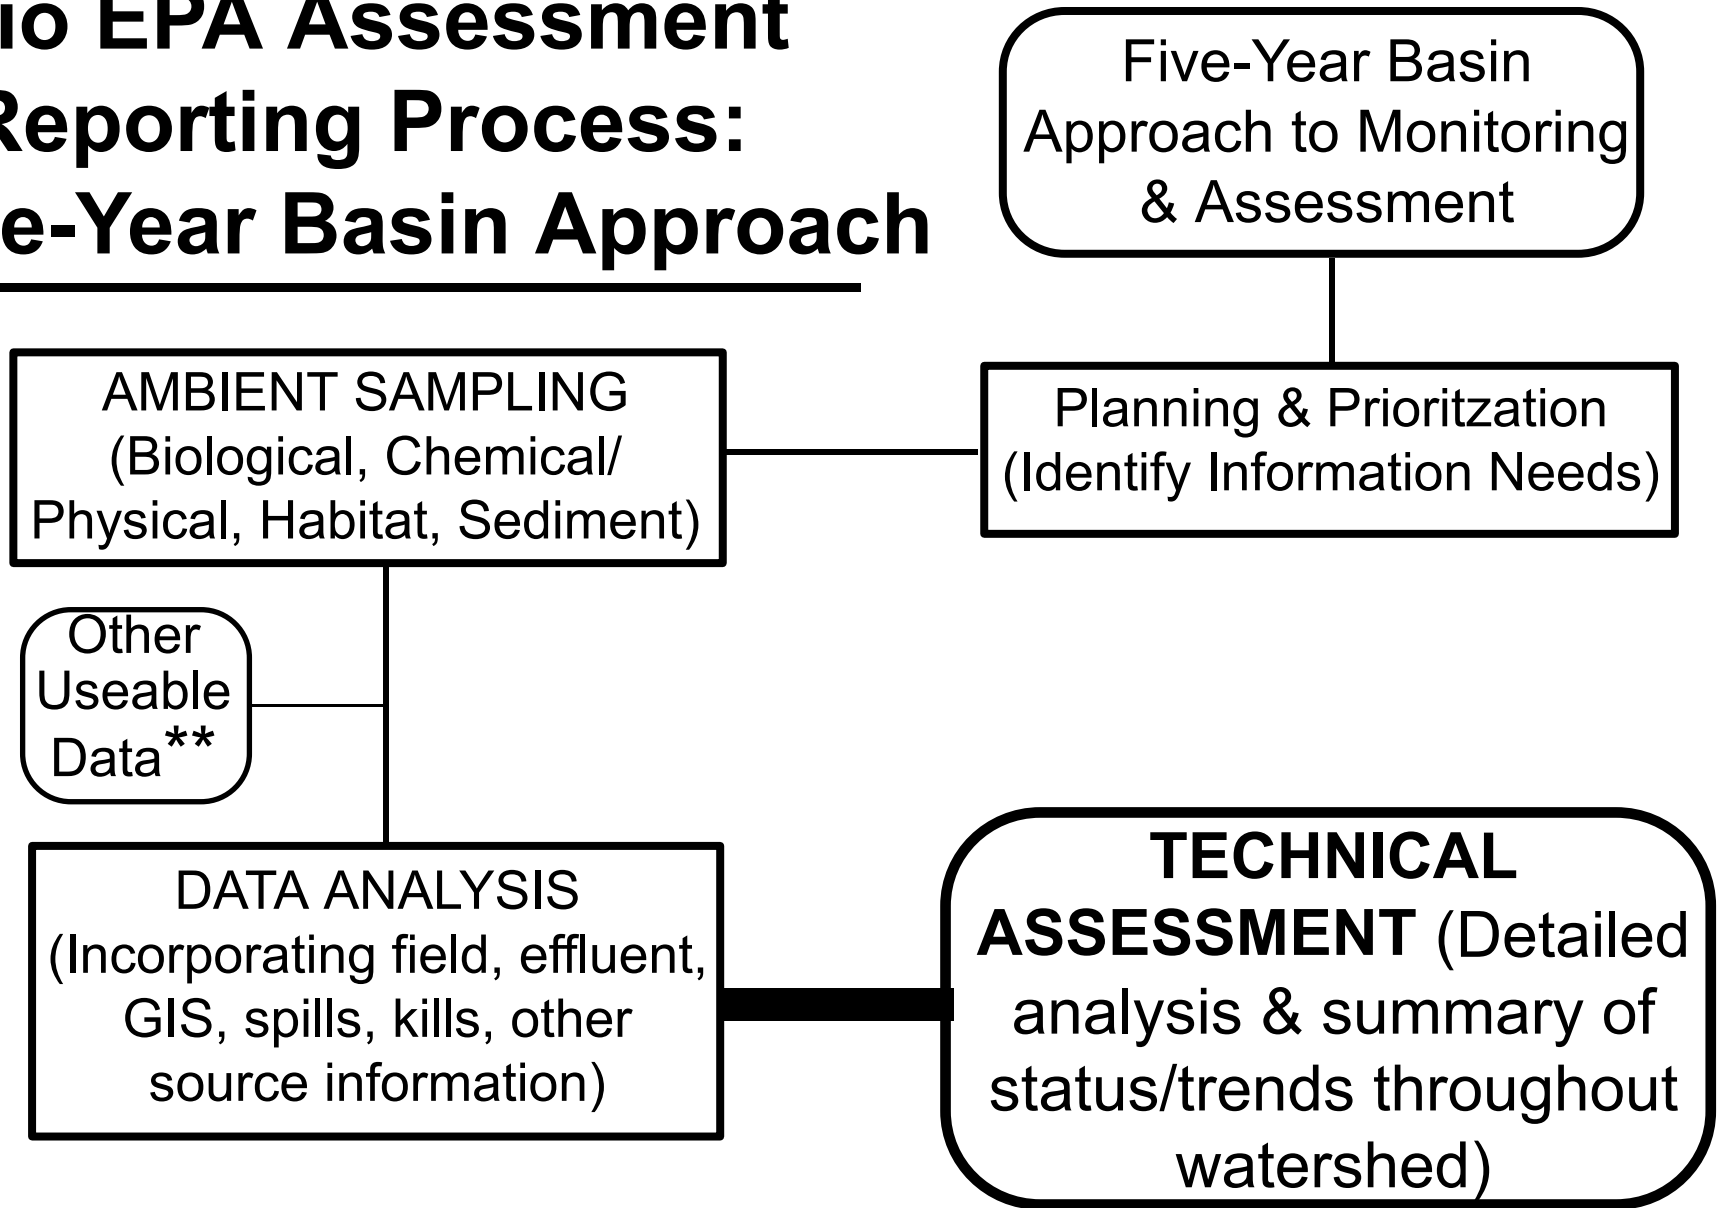 io EPA Assessment
Reporting Process:
e-Year Basin Approach
Five-Year Basin
Approach to Monitoring
& Assessment
AMBIENT SAMPLING
(Biological, Chemical/
Physical, Habitat, Sediment)
Planning & Prioritzation
(Identify Information Needs)
Other
Useable
Data**
DATA ANALYSIS
(Incorporating field, effluent,
GIS, spills, kills, other
source information)
TECHNICAL
ASSESSMENT (Detailed
analysis & summary of
status/trends throughout
watershed)